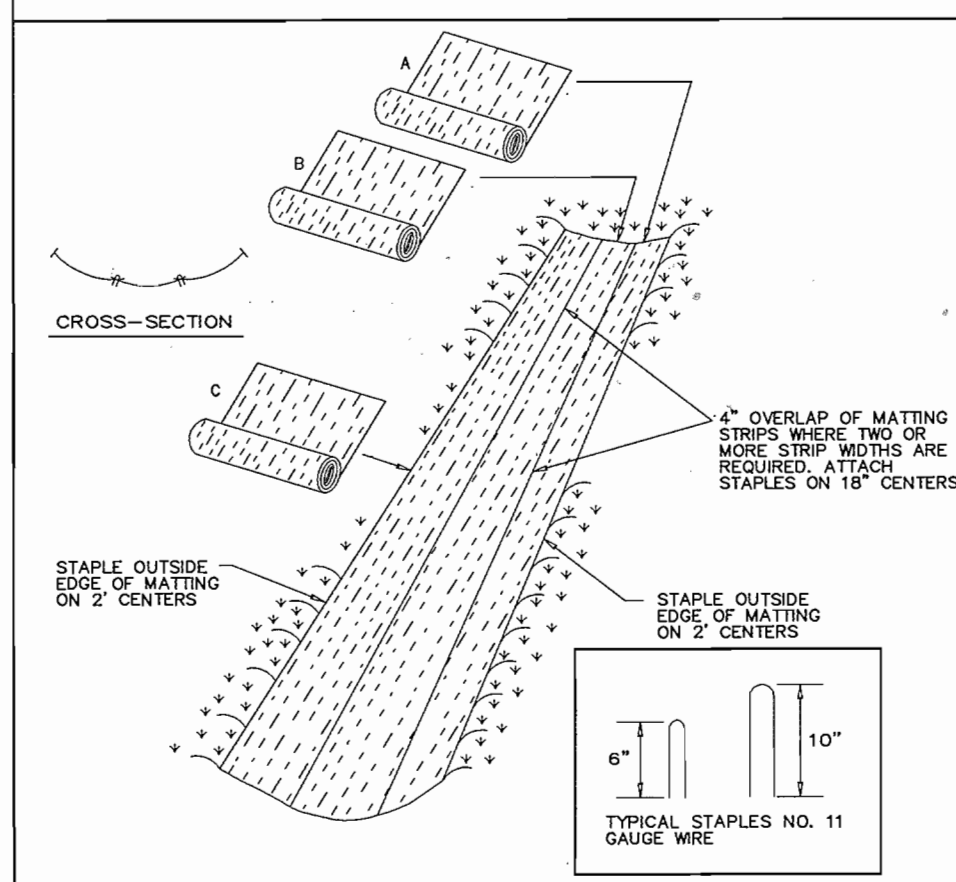 A
B
CROSS-SECTION
C
4" OVERLAP OF MATTING
STRIPS WHERE TWO OR
MORE STRIP WIDTHS ARE
REQUIRED. ATTACH
STAPLES ON 18" CENTERS
STAPLE OUTSIDE
EDGE OF MATTING
ON 2' CENTERS
STAPLE OUTSIDE
EDGE OF MATTING
ON 2' CENTERS
6"
10"
TYPICAL STAPLES NO. 11
GAUGE WIRE